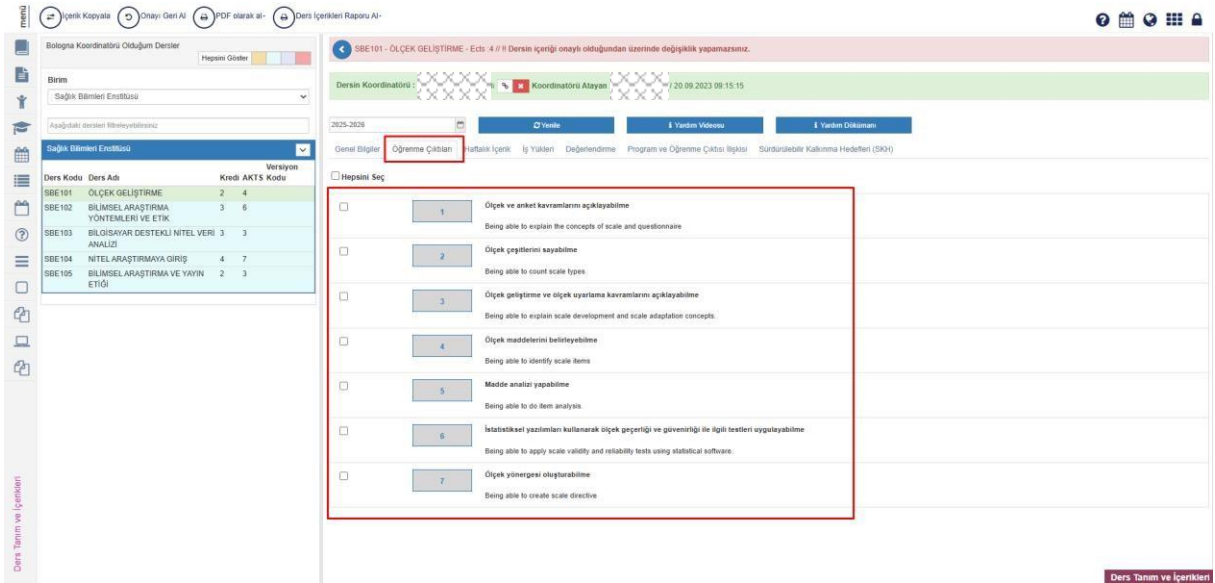 menü
İçerik Kopyala Onayı Geri Al PDF olarak al- Ders İçerikleri Raporu Al-
Bologna Koordinatörü Olduğum Dersler
Hepsini Göster
Birim
Sağlık Bilimleri Enstitüsü
Aşağıdaki dersleri filtreleyebilirsiniz
Sağlık Bilimleri Enstitüsü
Ders Kodu Ders Adı Kredi AKTS Versiyon Kodu
SBE101 ÖLÇEK GELİŞTİRME 2 4
SBE102 BİLİMSEL ARAŞTIRMA 3 6
YÖNTEMLERİ VE ETİK
SBE103 BİLGİSAYAR DESTEKLİ NİTEL VERİ 3 3
ANALİZİ
SBE104 NİTEL ARAŞTIRMAYA GİRİŞ 4 7
SBE105 BİLİMSEL ARAŞTIRMA VE YAYIN 2 3
ETİĞİ
SBE101 - ÖLÇEK GELİŞTİRME - Ects :4 // !! Dersin içeriği onaylı olduğundan üzerinde değişiklik yapamazsınız.
Dersin Koordinatörü : Koordinatörü Atayan / 20.09.2023 09:15:15
2025-2026 Yenile Yardım Videosu Yardım Dökümanı
Genel Bilgiler Öğrenme Çıktıları Haftalık İçerik İş Yükleri Değerlendirme Program ve Öğrenme Çıktısı İlişkisi Sürdürülebilir Kalkınma Hedefleri (SKH)
Hepsini Seç
1 Ölçek ve anket kavramlarını açıklayabilme
Being able to explain the concepts of scale and questionnaire
2 Ölçek çeşitlerini sayabilme
Being able to count scale types
3 Ölçek geliştirme ve ölçek uyarlama kavramlarını açıklayabilme
Being able to explain scale development and scale adaptation concepts.
4 Ölçek maddelerini belirleyebilme
Being able to identify scale items
5 Madde analizi yapabilme
Being able to do item analysis.
6 İstatistiksel yazılımları kullanarak ölçek geçerliği ve güvenirliği ile ilgili testleri uygulayabilme
Being able to apply scale validity and reliability tests using statistical software.
7 Ölçek yönergesi oluşturabilme
Being able to create scale directive
Ders Tanım ve İçerikleri
Ders Tanım ve İçerikleri